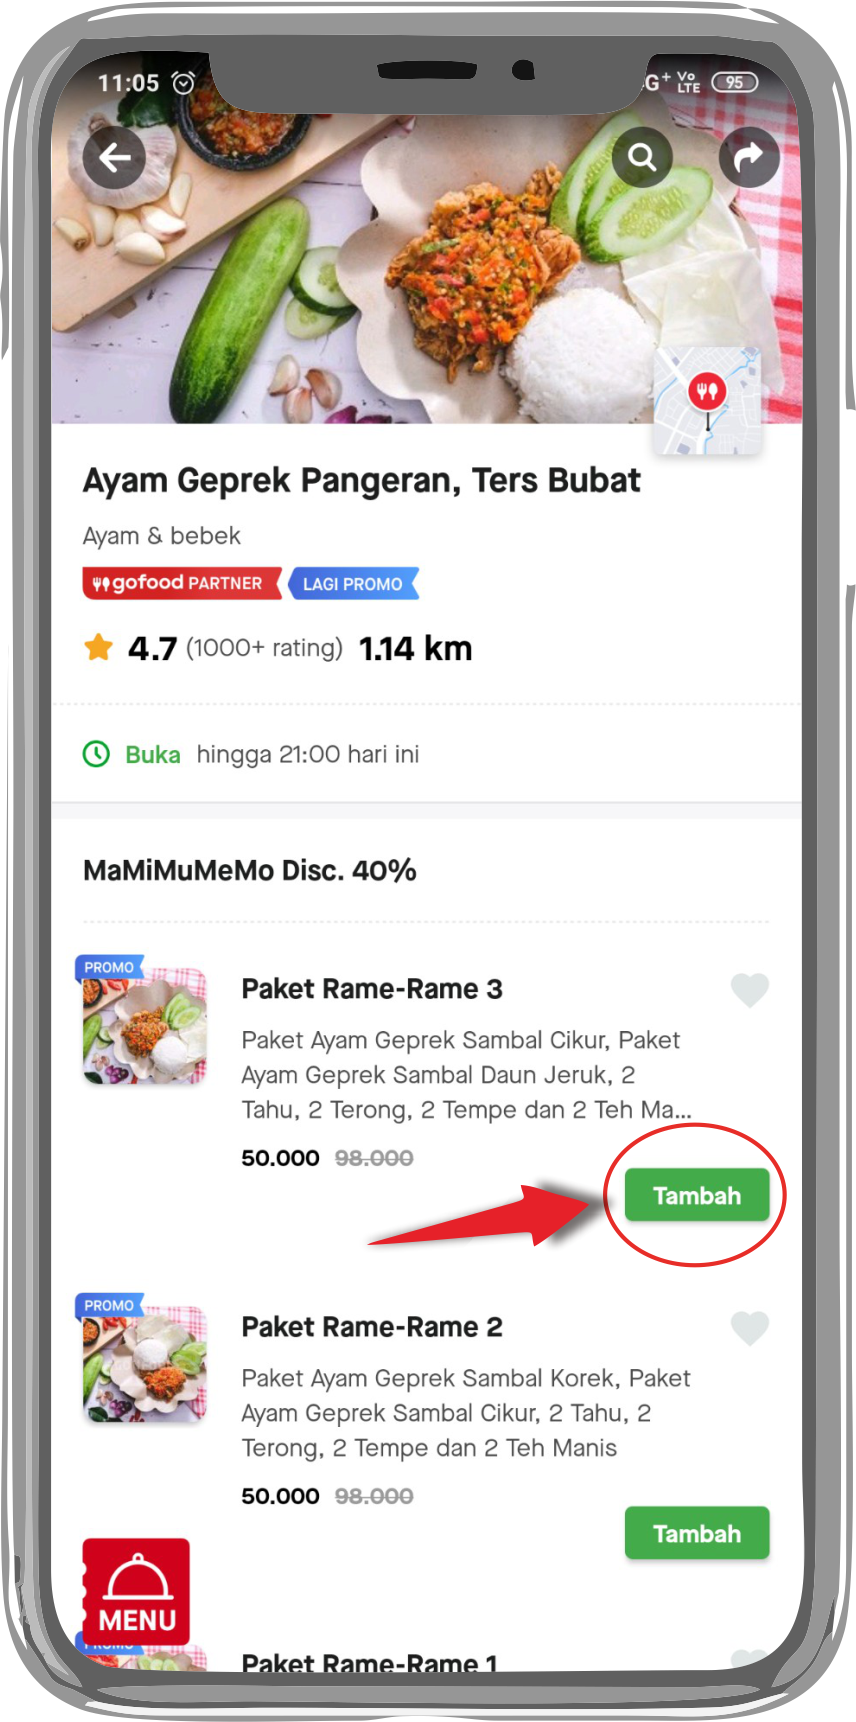 11:05
G+ Vo LTE 95
Ayam Geprek Pangeran, Ters Bubat
Ayam & bebek
gofood PARTNER LAGI PROMO
4.7 (1000+ rating) 1.14 km
Buka hingga 21:00 hari ini
MaMiMuMeMo Disc. 40%
PROMO
Paket Rame-Rame 3
Paket Ayam Geprek Sambal Cikur, Paket
Ayam Geprek Sambal Daun Jeruk, 2
Tahu, 2 Terong, 2 Tempe dan 2 Teh Ma...
50.000 98.000
Tambah
PROMO
Paket Rame-Rame 2
Paket Ayam Geprek Sambal Korek, Paket
Ayam Geprek Sambal Cikur, 2 Tahu, 2
Terong, 2 Tempe dan 2 Teh Manis
50.000 98.000
Tambah
MENU
PROMO
Paket Rame-Rame 1